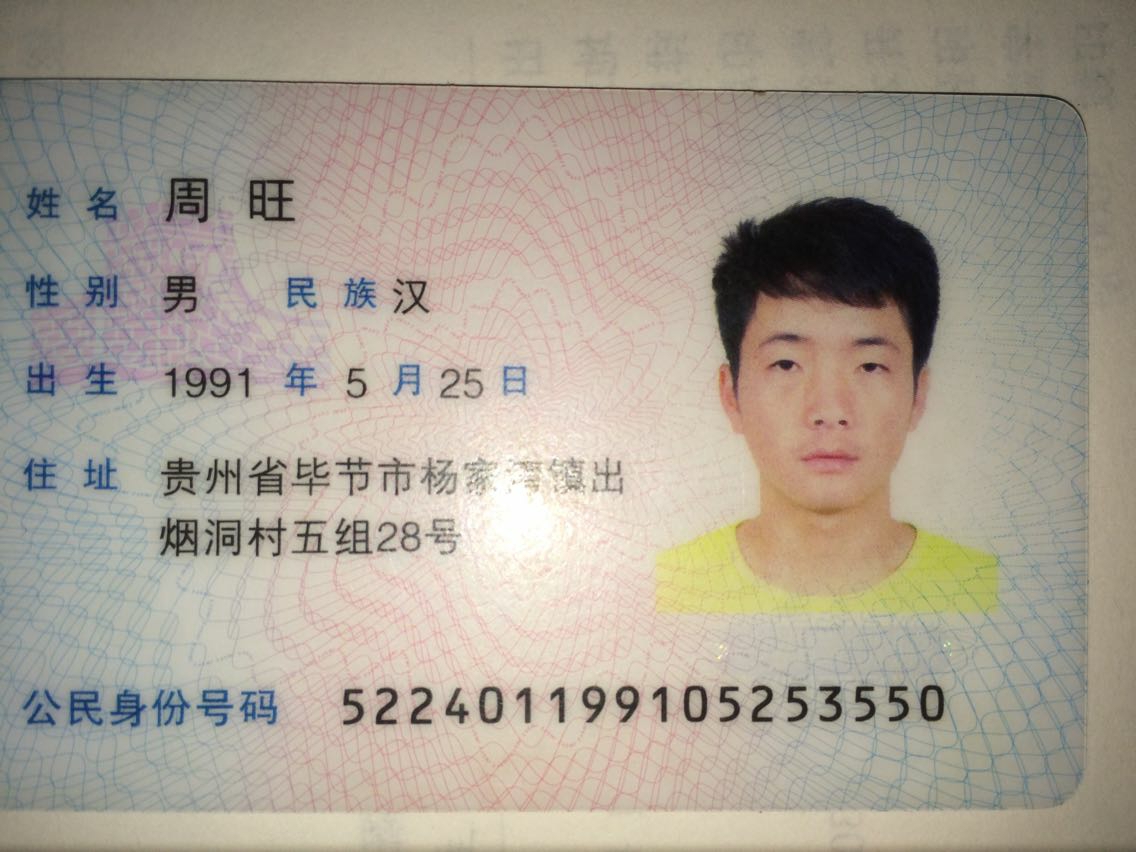 姓名 周旺
性别 男 民族 汉
出生 1991 年 5 月 25 日
住址 贵州省毕节市杨家湾镇出
烟洞村五组28号
公民身份号码 522401199105253550